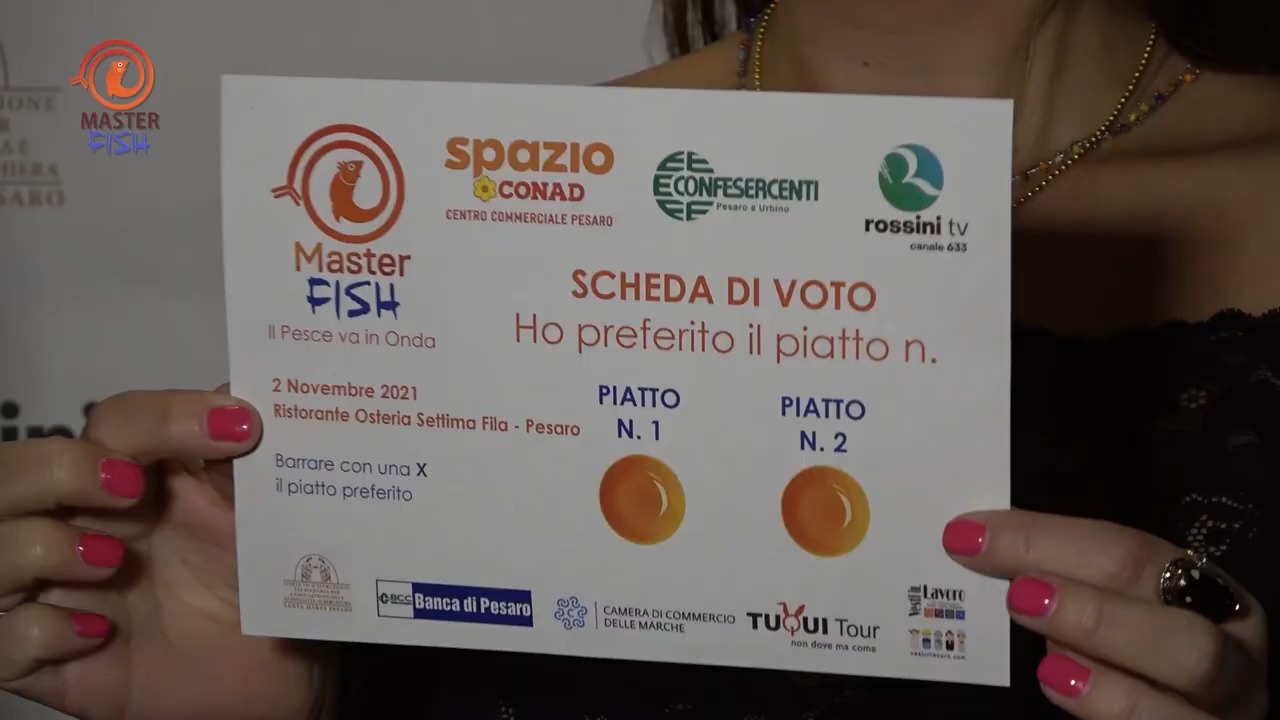 MASTER
FISH
spazio
CONAD
CENTRO COMMERCIALE PESARO
CONFESERCENTI
Pesaro e Urbino
rossini tv
canale 633
Master
FISH
Il Pesce va in Onda
SCHEDA DI VOTO
Ho preferito il piatto n.
2 Novembre 2021
Ristorante Osteria Settima Fila - Pesaro
Barrare con una X
il piatto preferito
PIATTO
N. 1
PIATTO
N. 2
BCC
Banca di Pesaro
CAMERA DI COMMERCIO
DELLE MARCHE
TUQUI Tour
non dove ma come
Vesti il
Lavoro